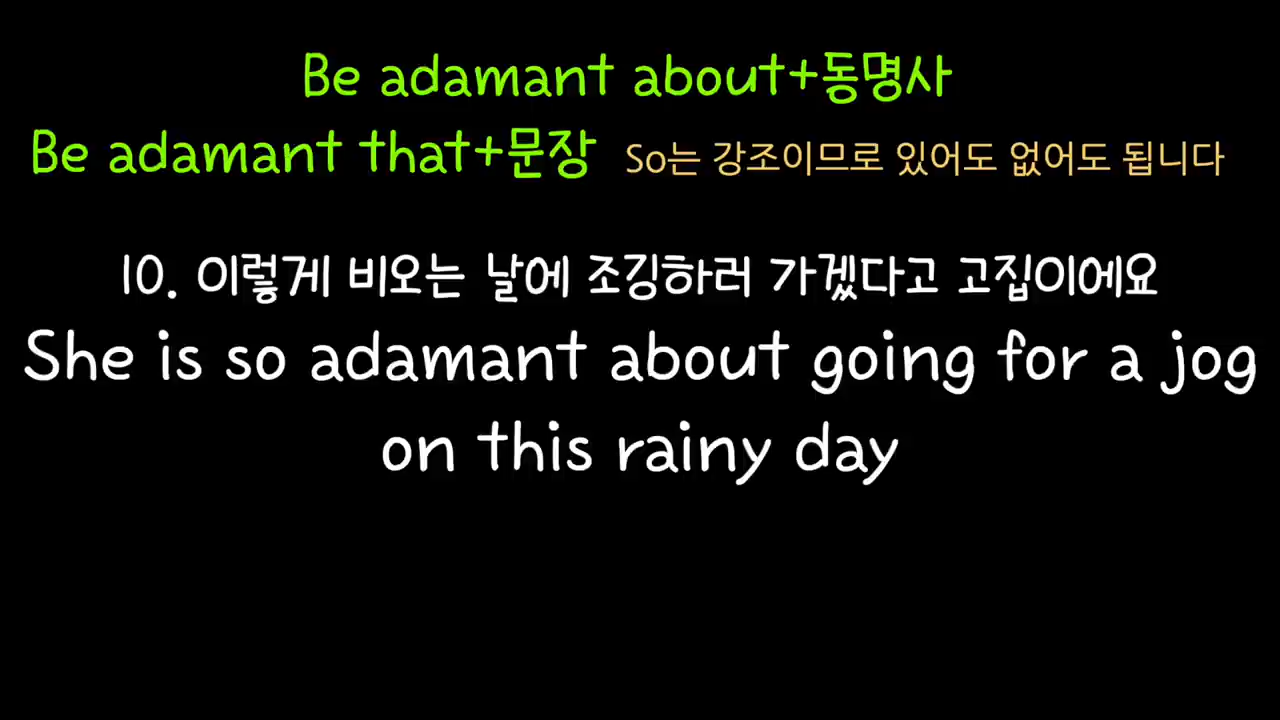 Be adamant about+동명사
Be adamant that+문장 So는 강조이므로 있어도 없어도 됩니다
10. 이렇게 비오는 날에 조깅하러 가겠다고 고집이에요
She is so adamant about going for a jog
on this rainy day